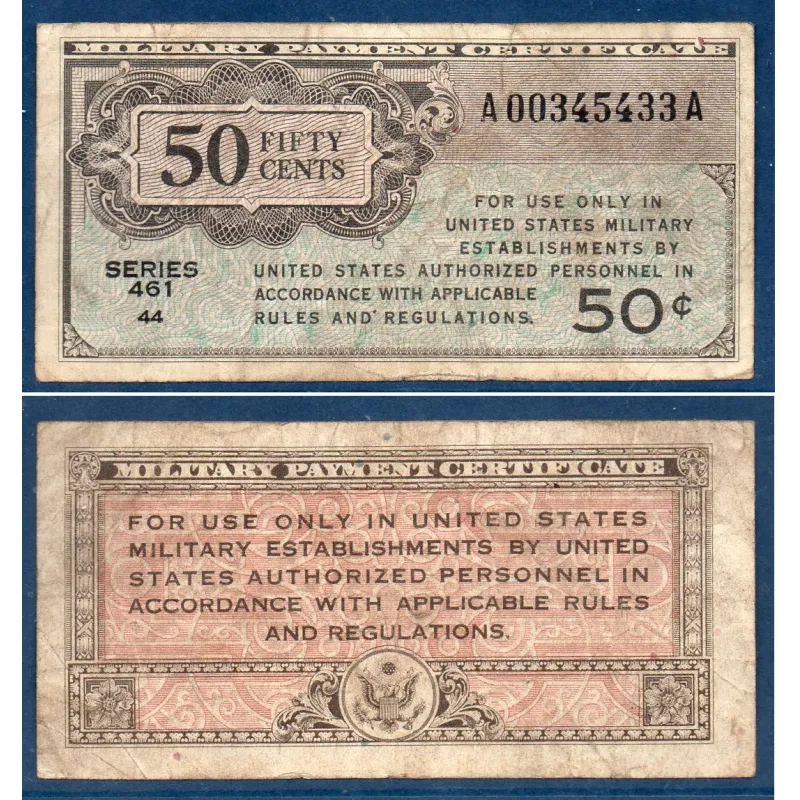 MILITARY PAYMENT CERTIFICATE
A00345433A
50 FIFTY CENTS
FOR USE ONLY IN
UNITED STATES MILITARY
ESTABLISHMENTS BY
UNITED STATES AUTHORIZED PERSONNEL IN
ACCORDANCE WITH APPLICABLE
RULES AND REGULATIONS.
SERIES
461
44
50¢
MILITARY PAYMENT CERTIFICATE
FOR USE ONLY IN UNITED STATES
MILITARY ESTABLISHMENTS BY UNITED
STATES AUTHORIZED PERSONNEL IN
ACCORDANCE WITH APPLICABLE RULES
AND REGULATIONS.